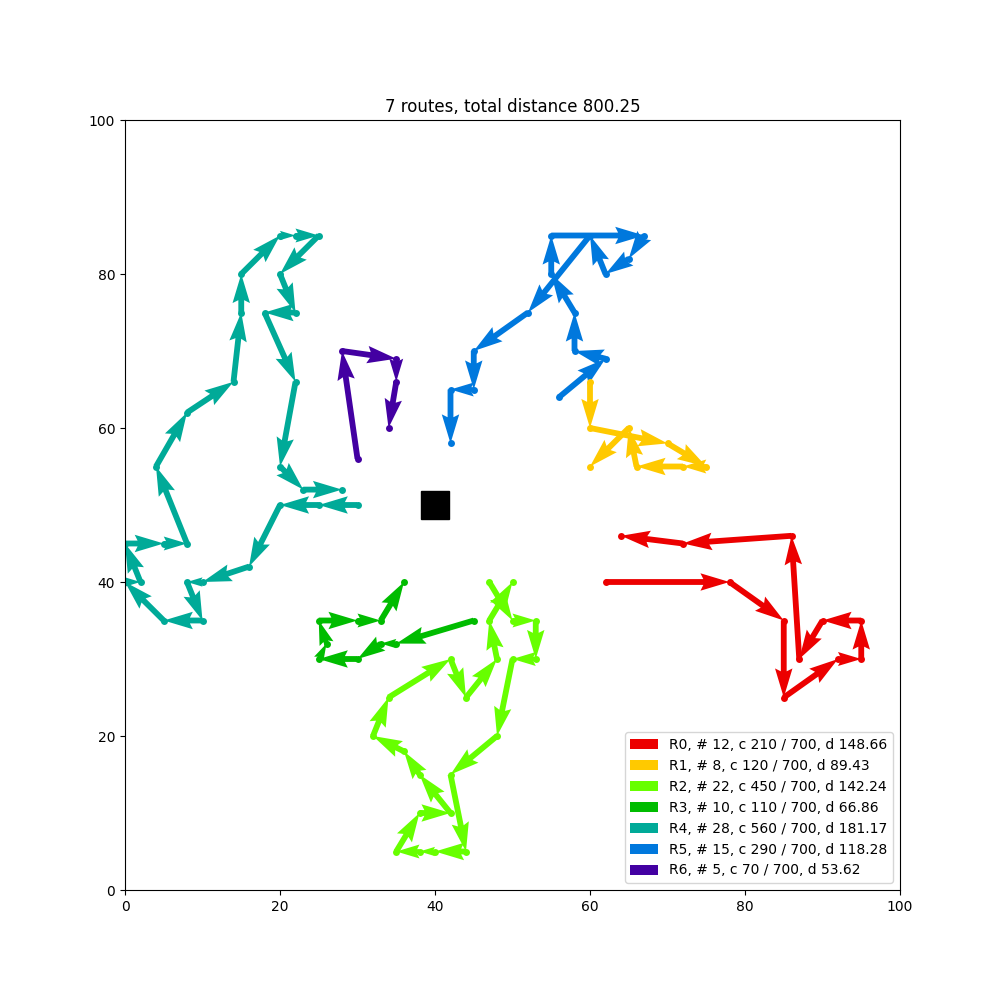 7 routes, total distance 800.25
100
80
60
40
20
0
0 20 40 60 80 100
R0, # 12, c 210 / 700, d 148.66
R1, # 8, c 120 / 700, d 89.43
R2, # 22, c 450 / 700, d 142.24
R3, # 10, c 110 / 700, d 66.86
R4, # 28, c 560 / 700, d 181.17
R5, # 15, c 290 / 700, d 118.28
R6, # 5, c 70 / 700, d 53.62